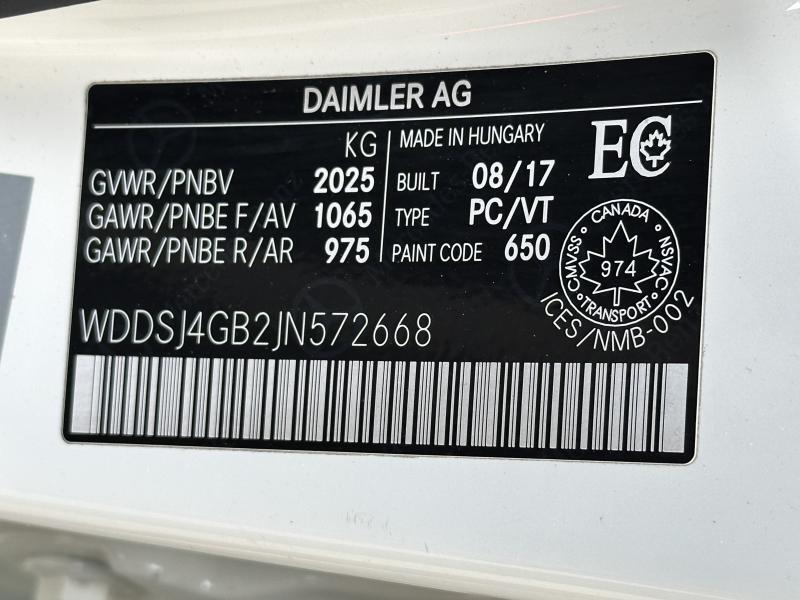 DAIMLER AG
KG
GVWR/PNBV 2025
GAWR/PNBE F/AV 1065
GAWR/PNBE R/AR 975
MADE IN HUNGARY
BUILT 08/17
TYPE PC/VT
PAINT CODE 650
EC
CANADA
CMVSS
974
NSVAC
TRANSPORT
ICES/NMB-002
WDDSJ4GB2JN572668